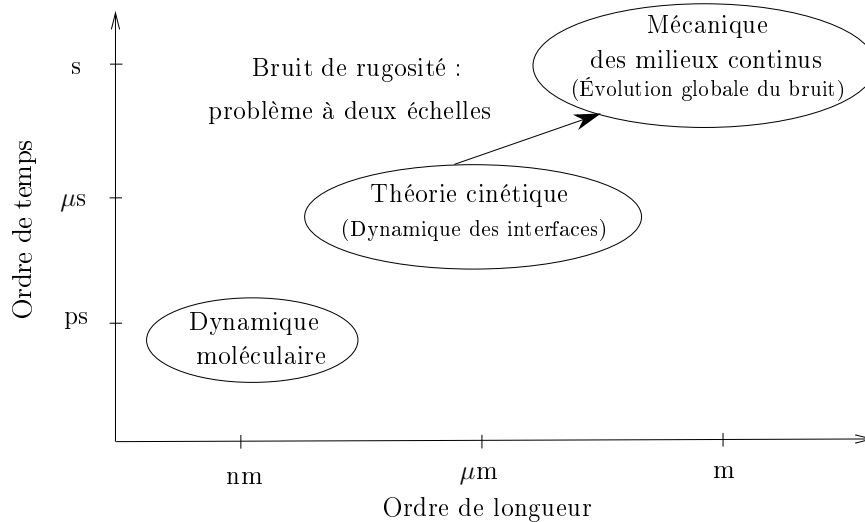 Mécanique
des milieux continus
(Évolution globale du bruit)
Bruit de rugosité :
problème à deux échelles
Théorie cinétique
(Dynamique des interfaces)
Dynamique
moléculaire
Ordre de temps
s
μs
ps
nm
μm
m
Ordre de longueur